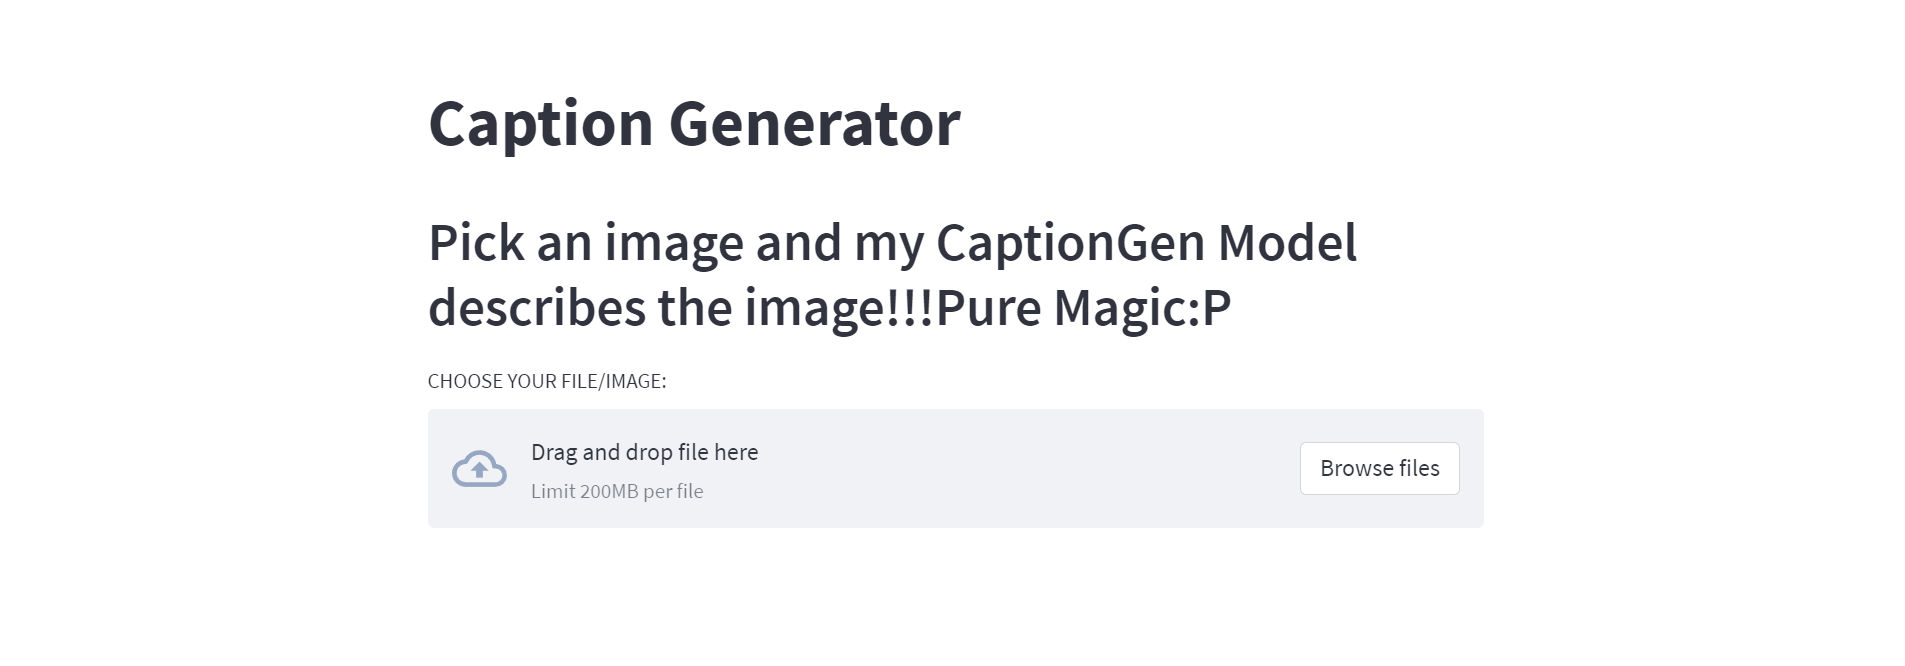 Caption Generator
Pick an image and my CaptionGen Model
describes the image!!!Pure Magic:P
CHOOSE YOUR FILE/IMAGE:
Drag and drop file here
Limit 200MB per file
Browse files